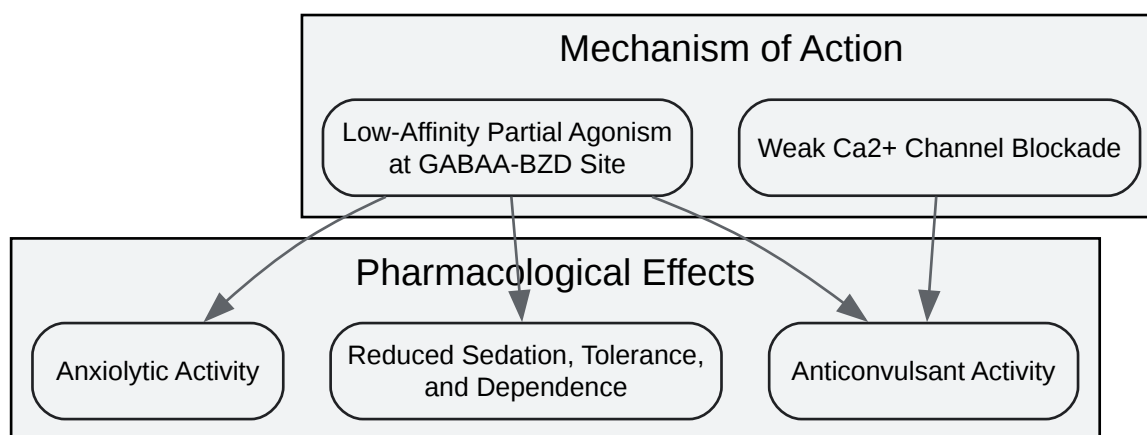 Mechanism of Action
Low-Affinity Partial Agonism
at GABAA-BZD Site
Weak Ca2+ Channel Blockade
Pharmacological Effects
Anxiolytic Activity
Reduced Sedation, Tolerance,
and Dependence
Anticonvulsant Activity